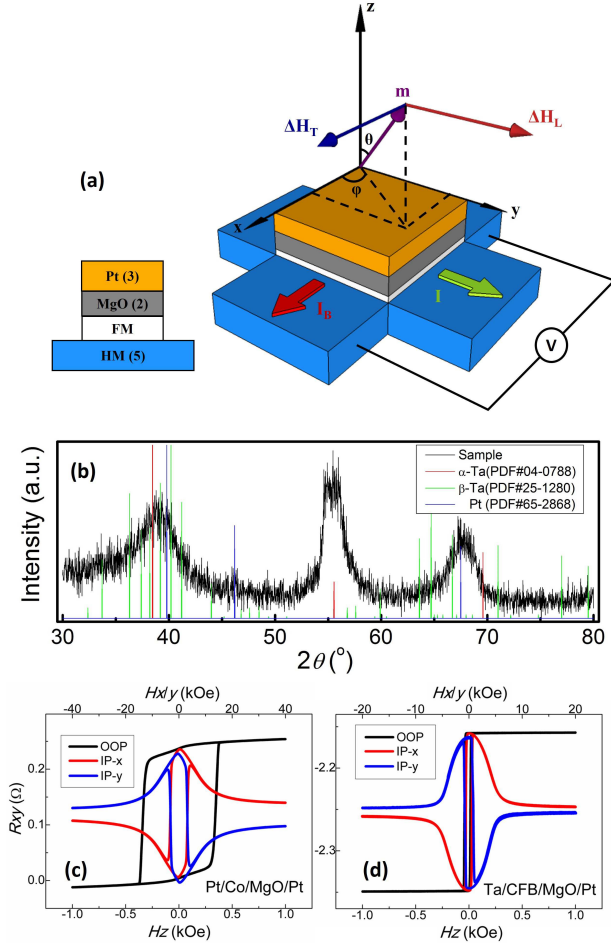 z
m
ΔH_T
ΔH_L
θ
(a)
φ
x
y
Pt (3)
MgO (2)
FM
HM (5)
I_B
I
V
(b)
Sample
α-Ta(PDF#04-0788)
β-Ta(PDF#25-1280)
Pt (PDF#65-2868)
Intensity (a.u.)
30 40 50 60 70 80
2θ (°)
Hx/y (kOe)
-40 -20 0 20 40
OOP
IP-x
IP-y
0.2
0.1
0.0
Rxy (Ω)
(c)
Pt/Co/MgO/Pt
-1.0 -0.5 0.0 0.5 1.0
Hz (kOe)
Hx/y (kOe)
-20 -10 0 10 20
OOP
IP-x
IP-y
-2.2
-2.3
(d)
Ta/CFB/MgO/Pt
-1.0 -0.5 0.0 0.5 1.0
Hz (kOe)